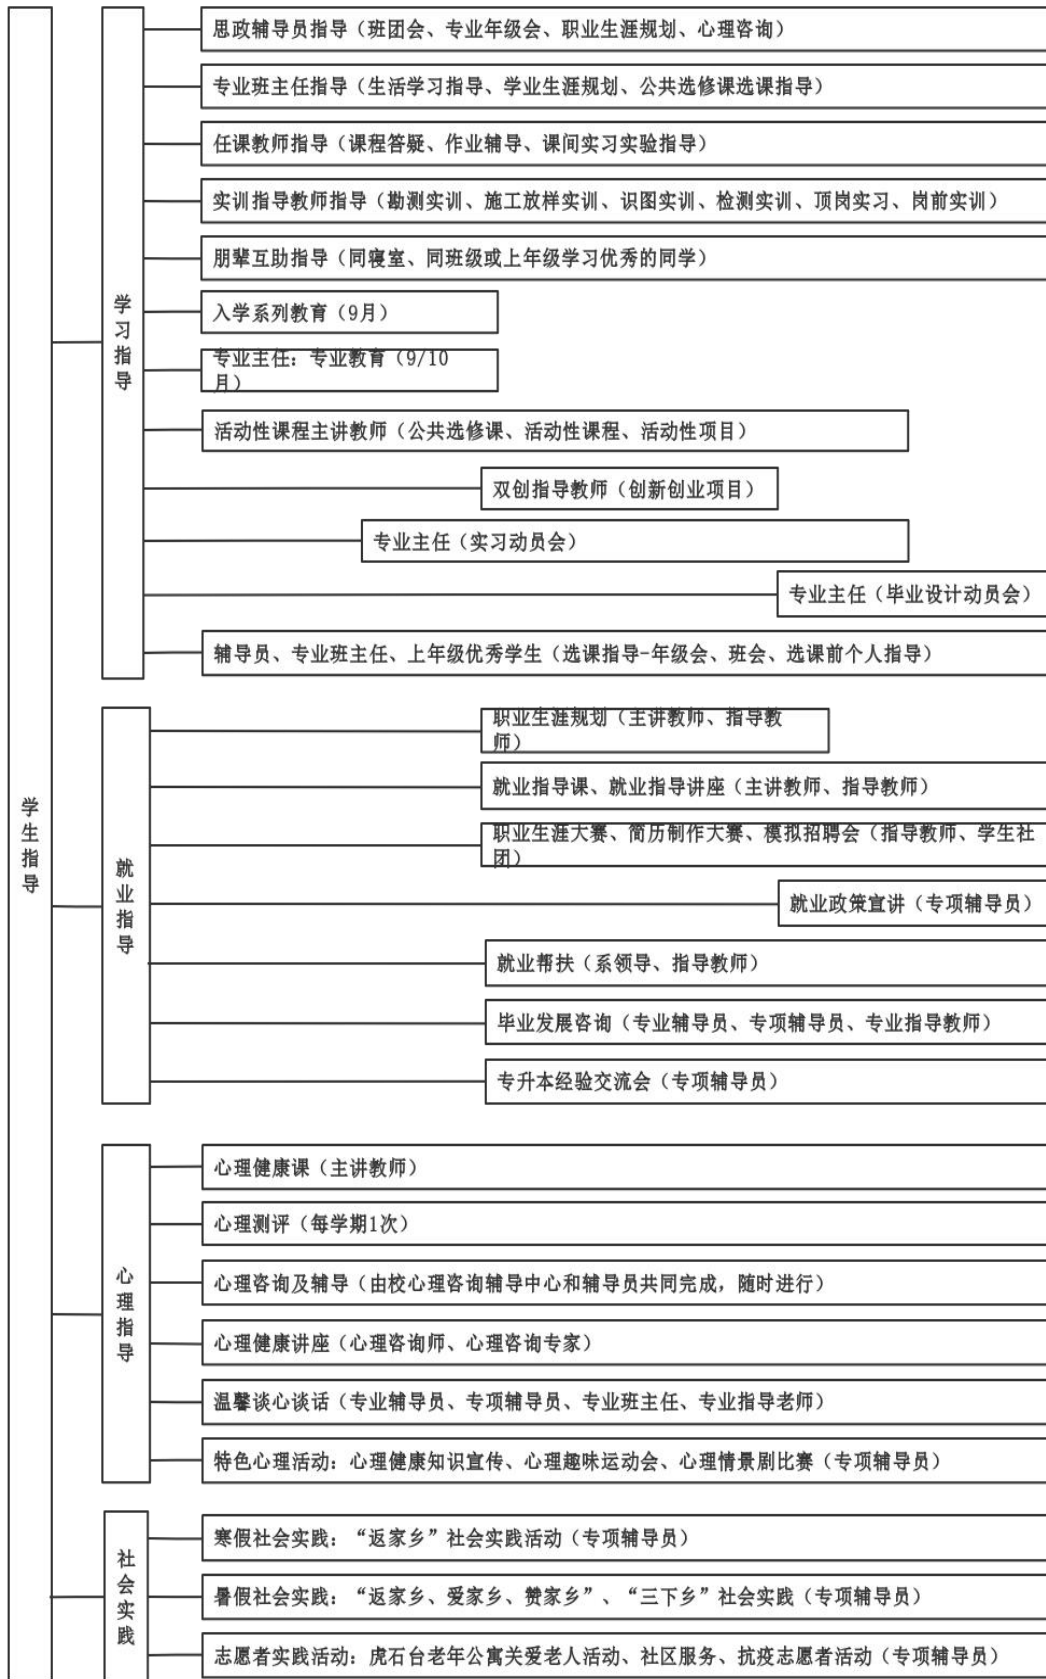 学生指导
学习指导
思政辅导员指导（班团会、专业年级会、职业生涯规划、心理咨询）
专业班主任指导（生活学习指导、学业生涯规划、公共选修课选课指导）
任课教师指导（课程答疑、作业辅导、课间实习实验指导）
实训指导教师指导（勘测实训、施工放样实训、识图实训、检测实训、顶岗实习、岗前实训）
朋辈互助指导（同寝室、同班级或上年级学习优秀的同学）
入学系列教育（9月）
专业主任：专业教育（9/10
月）
活动性课程主讲教师（公共选修课、活动性课程、活动性项目）
双创指导教师（创新创业项目）
专业主任（实习动员会）
专业主任（毕业设计动员会）
辅导员、专业班主任、上年级优秀学生（选课指导-年级会、班会、选课前个人指导）
就业指导
职业生涯规划（主讲教师、指导教
师）
就业指导课、就业指导讲座（主讲教师、指导教师）
职业生涯大赛、简历制作大赛、模拟招聘会（指导教师、学生社
团）
就业政策宣讲（专项辅导员）
就业帮扶（系领导、指导教师）
毕业发展咨询（专业辅导员、专项辅导员、专业指导教师）
专升本经验交流会（专项辅导员）
心理指导
心理健康课（主讲教师）
心理测评（每学期1次）
心理咨询及辅导（由校心理咨询辅导中心和辅导员共同完成，随时进行）
心理健康讲座（心理咨询师、心理咨询专家）
温馨谈心谈话（专业辅导员、专项辅导员、专业班主任、专业指导老师）
特色心理活动：心理健康知识宣传、心理趣味运动会、心理情景剧比赛（专项辅导员）
社会实践
寒假社会实践：“返家乡”社会实践活动（专项辅导员）
暑假社会实践：“返家乡、爱家乡、赞家乡”、“三下乡”社会实践（专项辅导员）
志愿者实践活动：虎石台老年公寓关爱老人活动、社区服务、抗疫志愿者活动（专项辅导员）